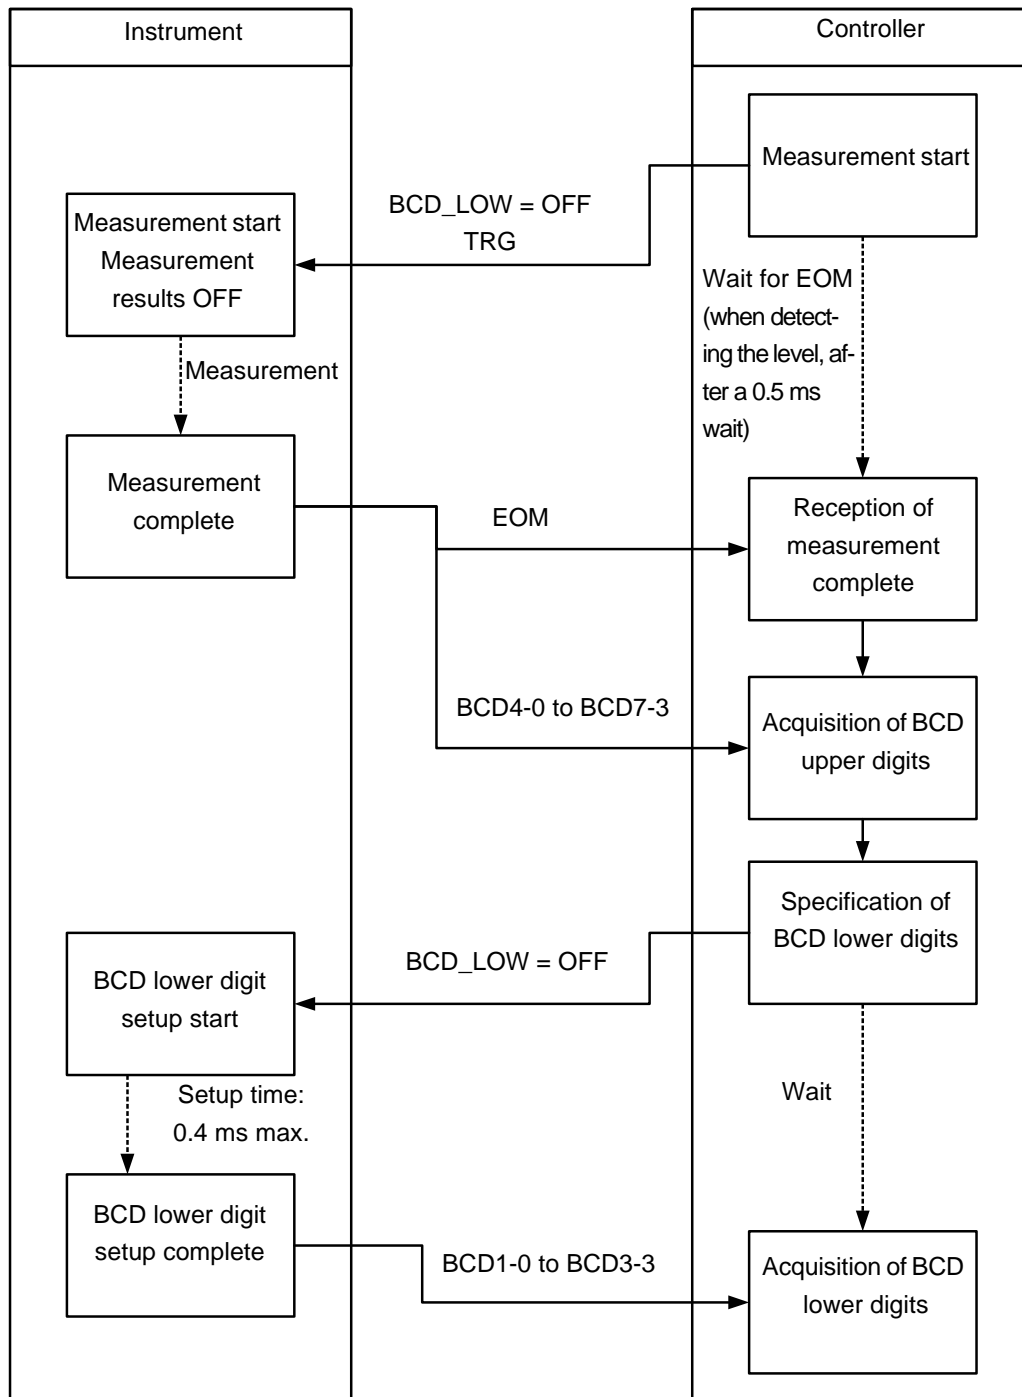 Instrument
Controller
Measurement start
BCD_LOW = OFF
TRG
Measurement start
Measurement
results OFF
Wait for EOM
(when detect-
ing the level, af-
ter a 0.5 ms
wait)
Measurement
Measurement
complete
EOM
Reception of
measurement
complete
BCD4-0 to BCD7-3
Acquisition of BCD
upper digits
Specification of
BCD lower digits
BCD_LOW = OFF
BCD lower digit
setup start
Setup time:
0.4 ms max.
Wait
BCD lower digit
setup complete
BCD1-0 to BCD3-3
Acquisition of BCD
lower digits